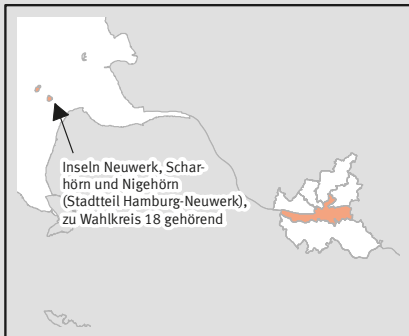 Inseln Neuwerk, Schar-
hörn und Nigehörn
(Stadtteil Hamburg-Neuwerk),
zu Wahlkreis 18 gehörend